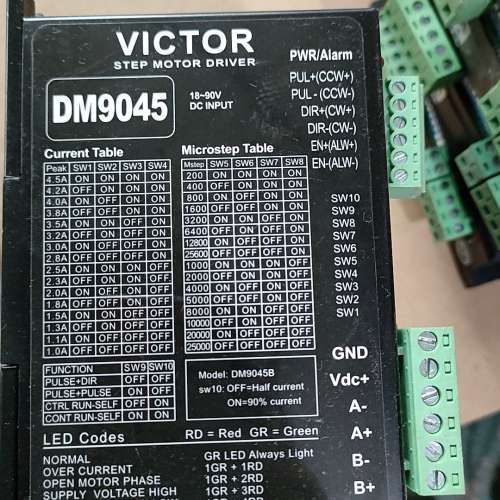 VICTOR
STEP MOTOR DRIVER
DM9045
18~90V
DC INPUT
PWR/Alarm
PUL+(CCW+)
PUL-(CCW-)
DIR+(CW+)
DIR-(CW-)
EN+(ALW+)
EN-(ALW-)
Current Table
Peak SW1 SW2 SW3 SW4
4.5A ON ON ON ON
4.2A OFF ON ON ON
4.0A ON OFF ON ON
3.8A OFF OFF ON ON
3.5A ON ON OFF ON
3.2A OFF ON OFF ON
3.0A ON OFF OFF ON
2.8A OFF OFF OFF ON
2.5A ON ON ON OFF
2.3A OFF ON ON OFF
2.0A ON OFF ON OFF
1.8A OFF OFF ON OFF
1.5A ON ON OFF OFF
1.3A OFF ON OFF OFF
1.1A ON OFF OFF OFF
1.0A OFF OFF OFF OFF
Microstep Table
Mstep SW5 SW6 SW7 SW8
200 ON ON ON ON
400 OFF ON ON ON
800 ON OFF ON ON
1600 OFF OFF ON ON
3200 ON ON OFF ON
6400 OFF ON OFF ON
12800 ON OFF OFF ON
25600 OFF OFF OFF ON
1000 ON ON ON OFF
2000 OFF ON ON OFF
4000 ON OFF ON OFF
5000 OFF OFF ON OFF
8000 ON ON OFF OFF
10000 OFF ON OFF OFF
20000 ON OFF OFF OFF
25000 OFF OFF OFF OFF
SW10
SW9
SW8
SW7
SW6
SW5
SW4
SW3
SW2
SW1
FUNCTION SW9 SW10
PULSE+DIR OFF OFF
PULSE+PULSE ON OFF
CTRL RUN-SELF OFF ON
CONT RUN-SELF ON ON
Model: DM9045B
sw10: OFF=Half current
ON=90% current
GND
Vdc+
A-
A+
B-
B+
LED Codes RD = Red GR = Green
NORMAL GR LED Always Light
OVER CURRENT 1GR + 1RD
OPEN MOTOR PHASE 1GR + 2RD
SUPPLY VOLTAGE HIGH 1GR + 3RD